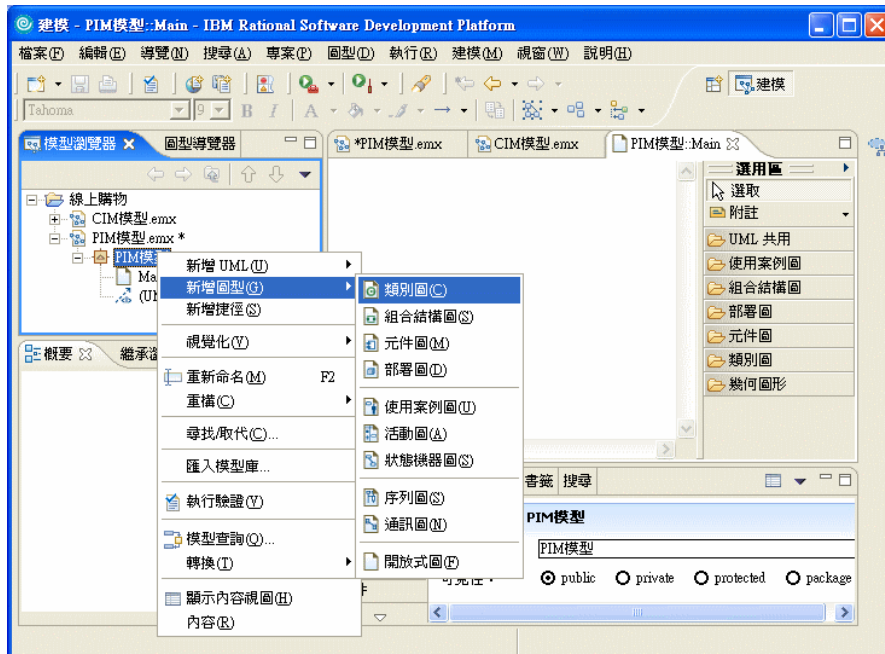 建模 - PIM模型::Main - IBM Rational Software Development Platform
檔案(F) 編輯(E) 導覽(N) 搜尋(A) 專案(P) 圖型(D) 執行(R) 建模(M) 視窗(W) 說明(H)
建模
Tahoma 9 B I A
模型瀏覽器 圖型導覽器
*PIM模型.emx CIM模型.emx PIM模型::Main
線上購物
CIM模型.emx
PIM模型.emx *
PIM模
Ma
(UM
新增 UML(U)
新增圖型(G)
新增捷徑(S)
視覺化(V)
重新命名(M) F2
重構(C)
尋找/取代(C)...
匯入模型庫...
執行驗證(V)
模型查詢(Q)...
轉換(T)
顯示內容視圖(H)
內容(R)
類別圖(C)
組合結構圖(S)
元件圖(M)
部署圖(D)
使用案例圖(U)
活動圖(A)
狀態機器圖(S)
序列圖(S)
通訊圖(N)
開放式圖(F)
選用區
選取
附註
UML 共用
使用案例圖
組合結構圖
部署圖
元件圖
類別圖
幾何圖形
概要 繼承
書籤 搜尋
PIM模型
PIM模型
public private protected package